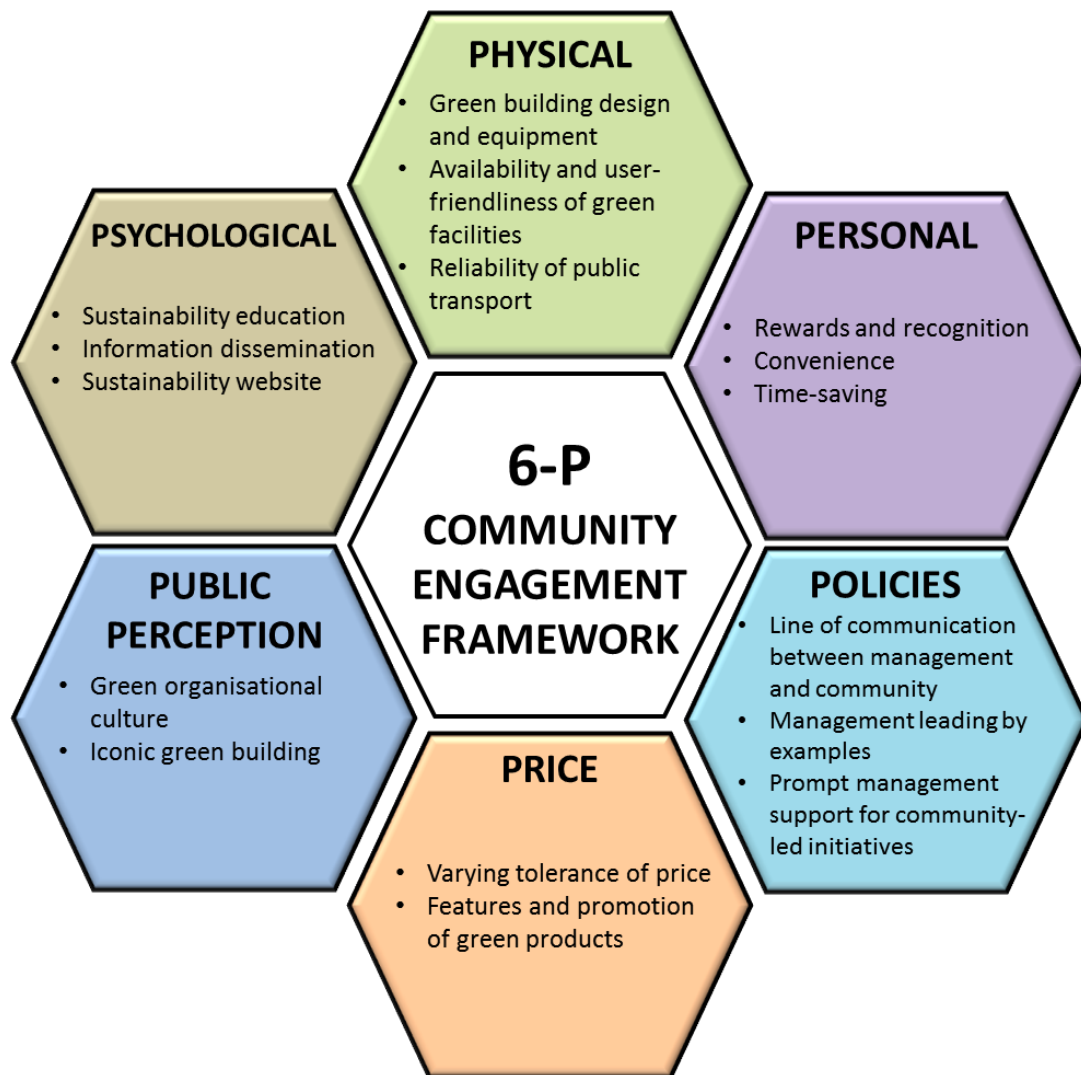 PHYSICAL
• Green building design
and equipment
• Availability and user-
friendliness of green
facilities
• Reliability of public
transport
PSYCHOLOGICAL
• Sustainability education
• Information dissemination
• Sustainability website
PERSONAL
• Rewards and recognition
• Convenience
• Time-saving
6-P
COMMUNITY
ENGAGEMENT
FRAMEWORK
PUBLIC
PERCEPTION
• Green organisational
culture
• Iconic green building
POLICIES
• Line of communication
between management
and community
• Management leading by
examples
• Prompt management
support for community-
led initiatives
PRICE
• Varying tolerance of price
• Features and promotion
of green products